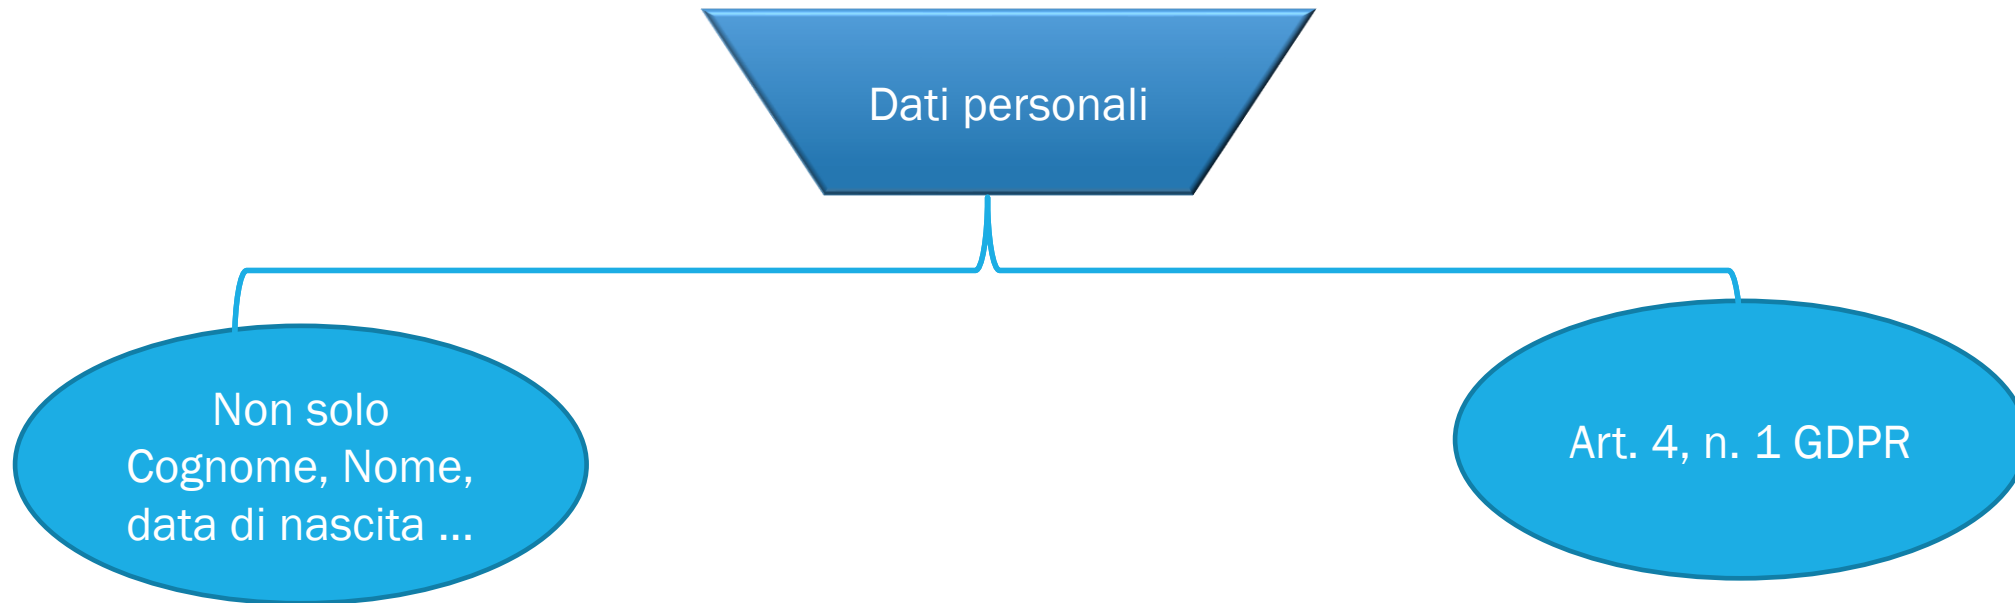 Dati personali
Non solo
Cognome, Nome,
data di nascita ...
Art. 4, n. 1 GDPR